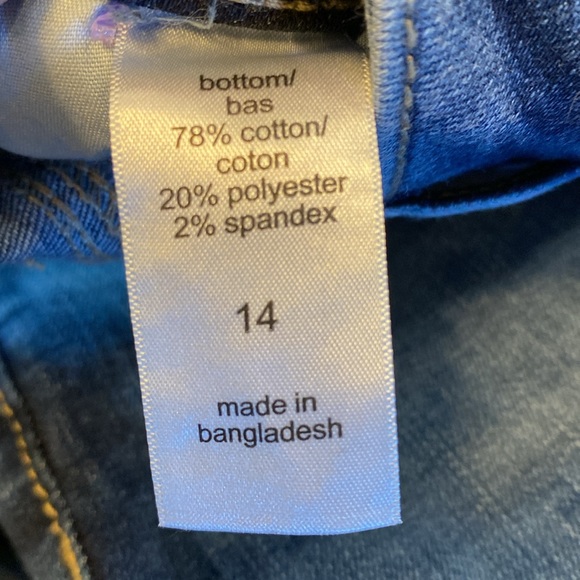 bottom/
bas
78% cotton/
coton
20% polyester
2% spandex
14
made in
bangladesh